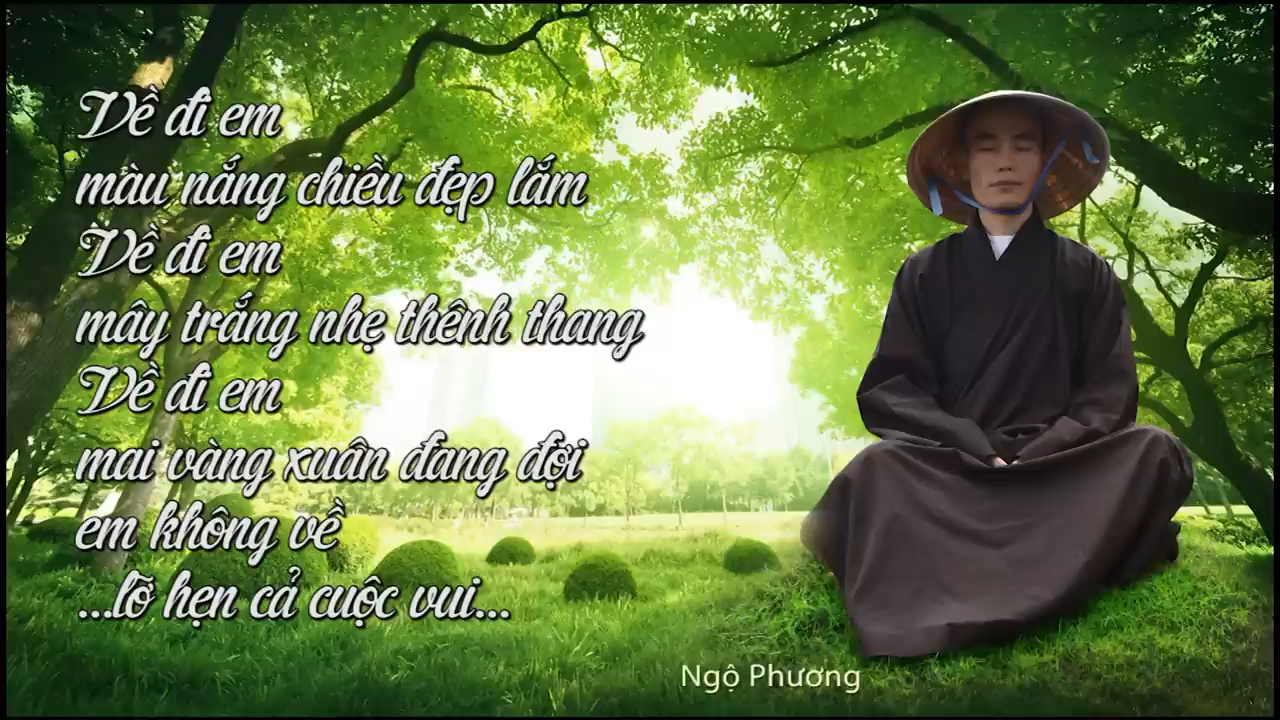 Về đi em
màu nắng chiều đẹp lắm
Về đi em
mây trắng nhẹ thênh thang
Về đi em
mai vàng xuân đang đợi
em không về
...lỡ hẹn cả cuộc vui...
Ngộ Phương